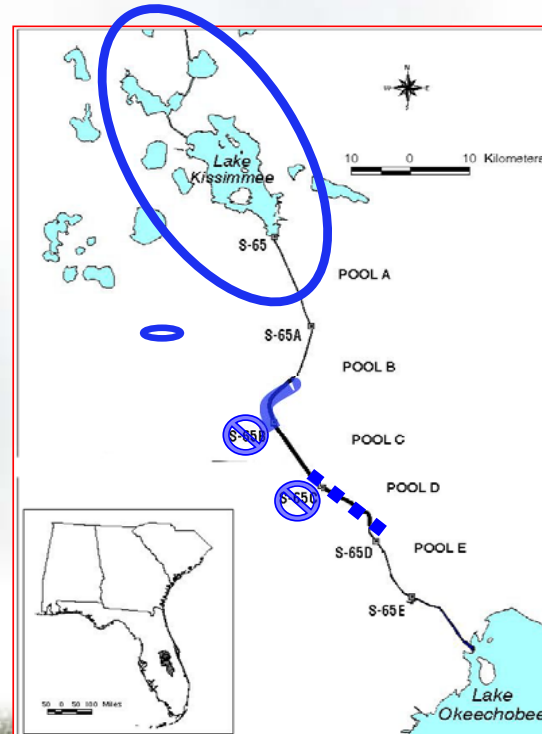 N
W E
S
10 0 10 Kilometers
Lake
Kissimmee
S-65
POOL A
S-65A
POOL B
S-65B
POOL C
S-65C
POOL D
S-65D
POOL E
S-65E
Lake
Okeechobee
50 0 50 100 Miles